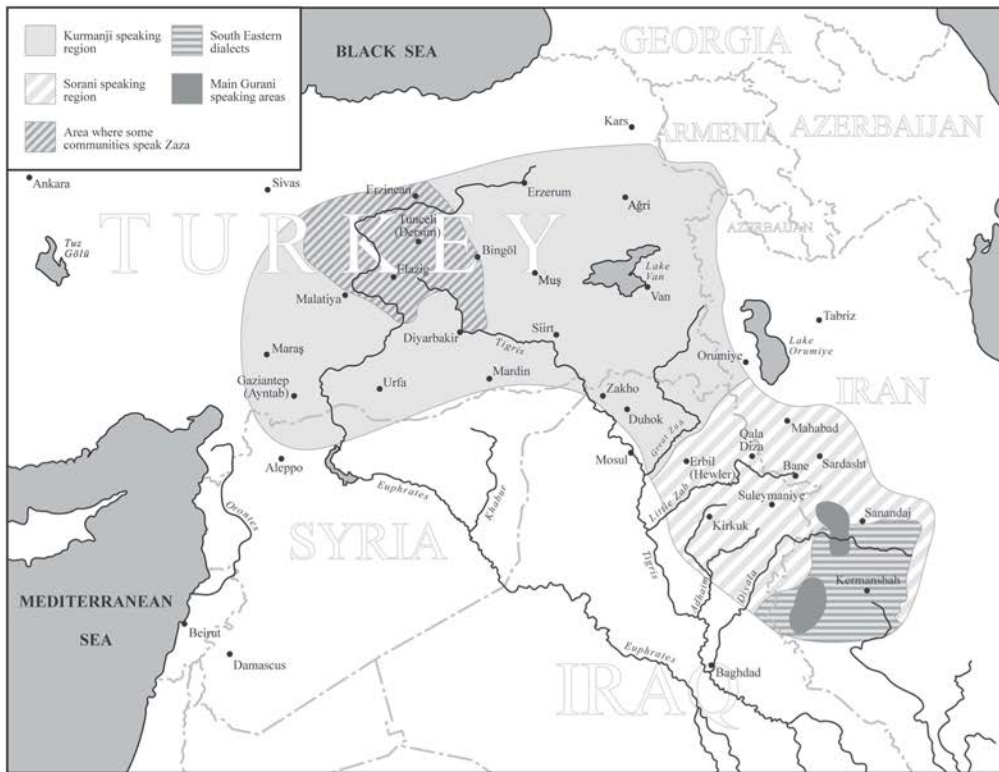 Kurmanji speaking
region
South Eastern
dialects
Sorani speaking
region
Main Gurani
speaking areas
Area where some
communities speak Zaza
BLACK SEA
GEORGIA
Kars
ARMENIA
AZERBAIJAN
Ankara
Sivas
Erzincan
Erzerum
Ağri
TURKEY
Tunçeli
(Dersim)
AZERBAIJAN
Tuz
Gölü
Bingöl
Elazig
Muş
Lake
Van
Van
Malatiya
Tabriz
Diyarbakir
Tigris
Siirt
Lake
Orumiye
Maraş
Orumiye
Gaziantep
(Ayntab)
Urfa
Mardin
Zakho
IRAN
Duhok
Great Zab
Mahabad
Qala
Diza
Aleppo
Mosul
Erbil
(Hewler)
Bane
Sardasht
Euphrates
Khabur
Little Zab
Suleymaniye
Orontes
Kirkuk
Sanandaj
SYRIA
Tigris
Adhaim
Diyala
Kermanshah
MEDITERRANEAN
SEA
Beirut
Damascus
Euphrates
Baghdad
IRAQ